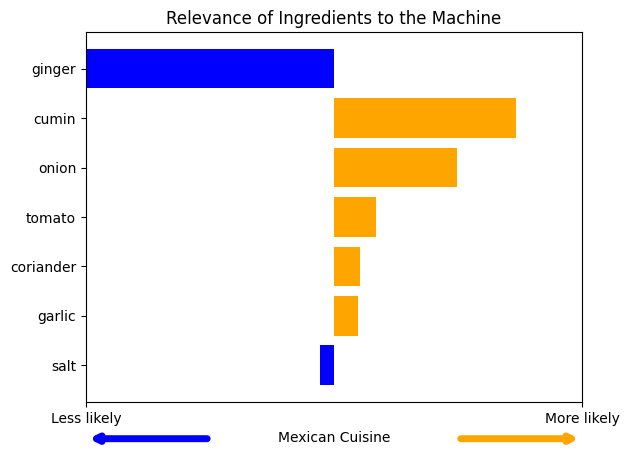 Relevance of Ingredients to the Machine
ginger
cumin
onion
tomato
coriander
garlic
salt
Less likely
More likely
Mexican Cuisine